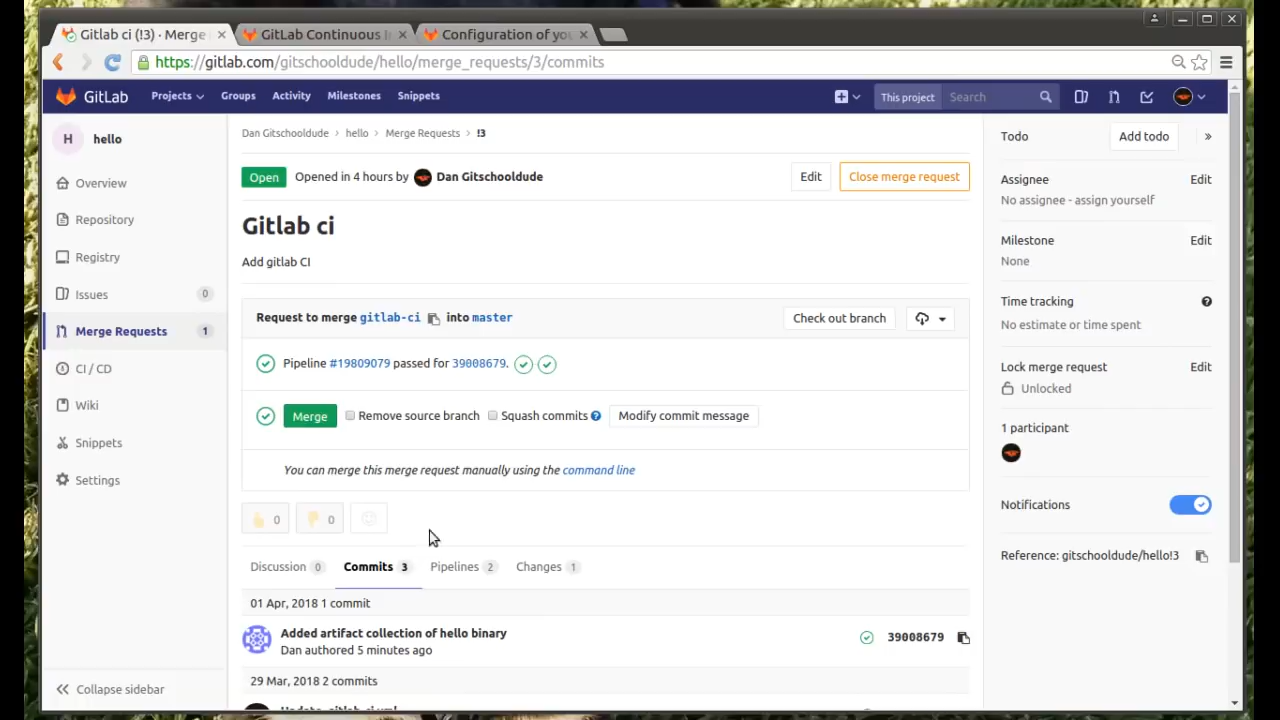 Gitlab ci (!3) · Merge
GitLab Continuous I
Configuration of yo
https://gitlab.com/gitschooldude/hello/merge_requests/3/commits
GitLab Projects Groups Activity Milestones Snippets This project Search
H hello
Overview
Repository
Registry
Issues 0
Merge Requests 1
CI / CD
Wiki
Snippets
Settings
Collapse sidebar
Dan Gitschooldude › hello › Merge Requests › !3
Open Opened in 4 hours by Dan Gitschooldude Edit Close merge request
Gitlab ci
Add gitlab CI
Request to merge gitlab-ci into master Check out branch
Pipeline #19809079 passed for 39008679.
Merge Remove source branch Squash commits Modify commit message
You can merge this merge request manually using the command line
0 0
Discussion 0 Commits 3 Pipelines 2 Changes 1
01 Apr, 2018 1 commit
Added artifact collection of hello binary 39008679
Dan authored 5 minutes ago
29 Mar, 2018 2 commits
Todo Add todo »
Assignee Edit
No assignee - assign yourself
Milestone Edit
None
Time tracking
No estimate or time spent
Lock merge request Edit
Unlocked
1 participant
Notifications
Reference: gitschooldude/hello!3